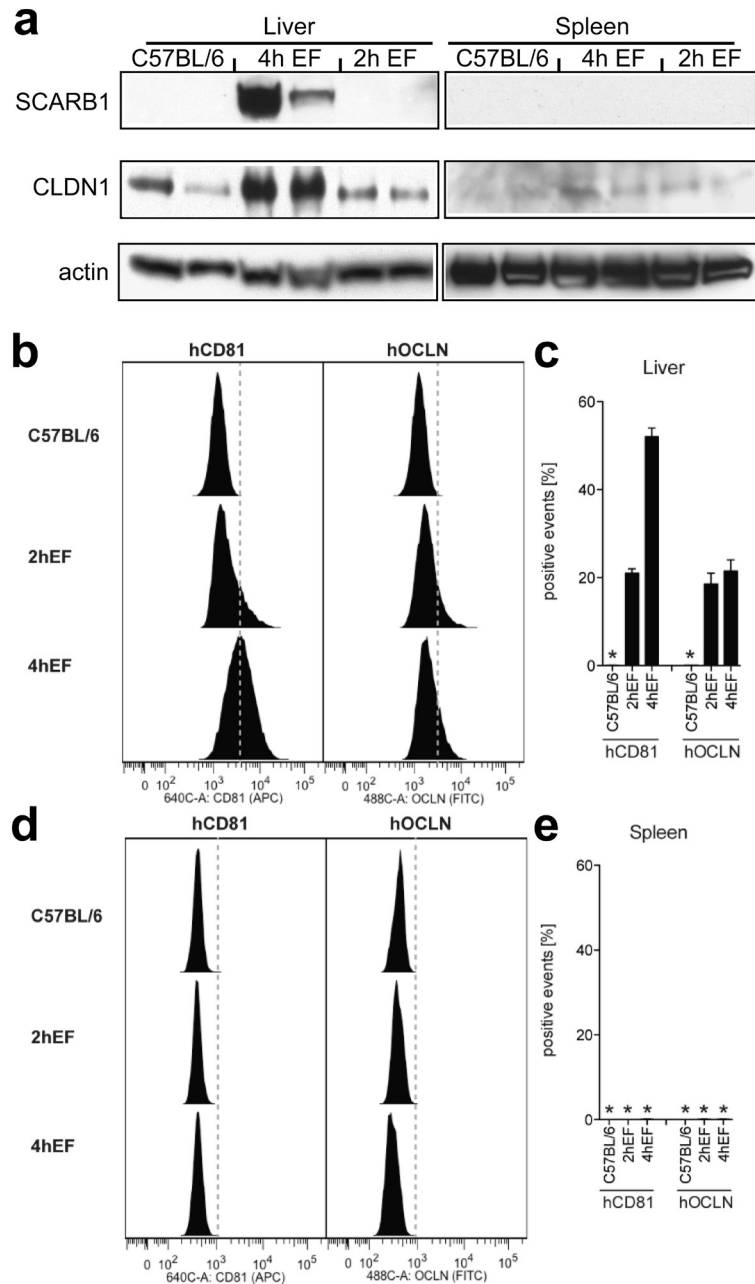 a
Liver Spleen
C57BL/6 4h EF 2h EF C57BL/6 4h EF 2h EF
SCARB1
CLDN1
actin
b
hCD81 hOCLN
C57BL/6
2hEF
4hEF
0 10² 10³ 10⁴ 10⁵ 0 10² 10³ 10⁴ 10⁵
640C-A: CD81 (APC) 488C-A: OCLN (FITC)
c
Liver
positive events [%]
60
40
20
0
* *
C57BL/6 2hEF 4hEF C57BL/6 2hEF 4hEF
hCD81 hOCLN
d
hCD81 hOCLN
C57BL/6
2hEF
4hEF
0 10² 10³ 10⁴ 10⁵ 0 10² 10³ 10⁴ 10⁵
640C-A: CD81 (APC) 488C-A: OCLN (FITC)
e
Spleen
positive events [%]
60
40
20
0
* * * * * *
C57BL/6 2hEF 4hEF C57BL/6 2hEF 4hEF
hCD81 hOCLN